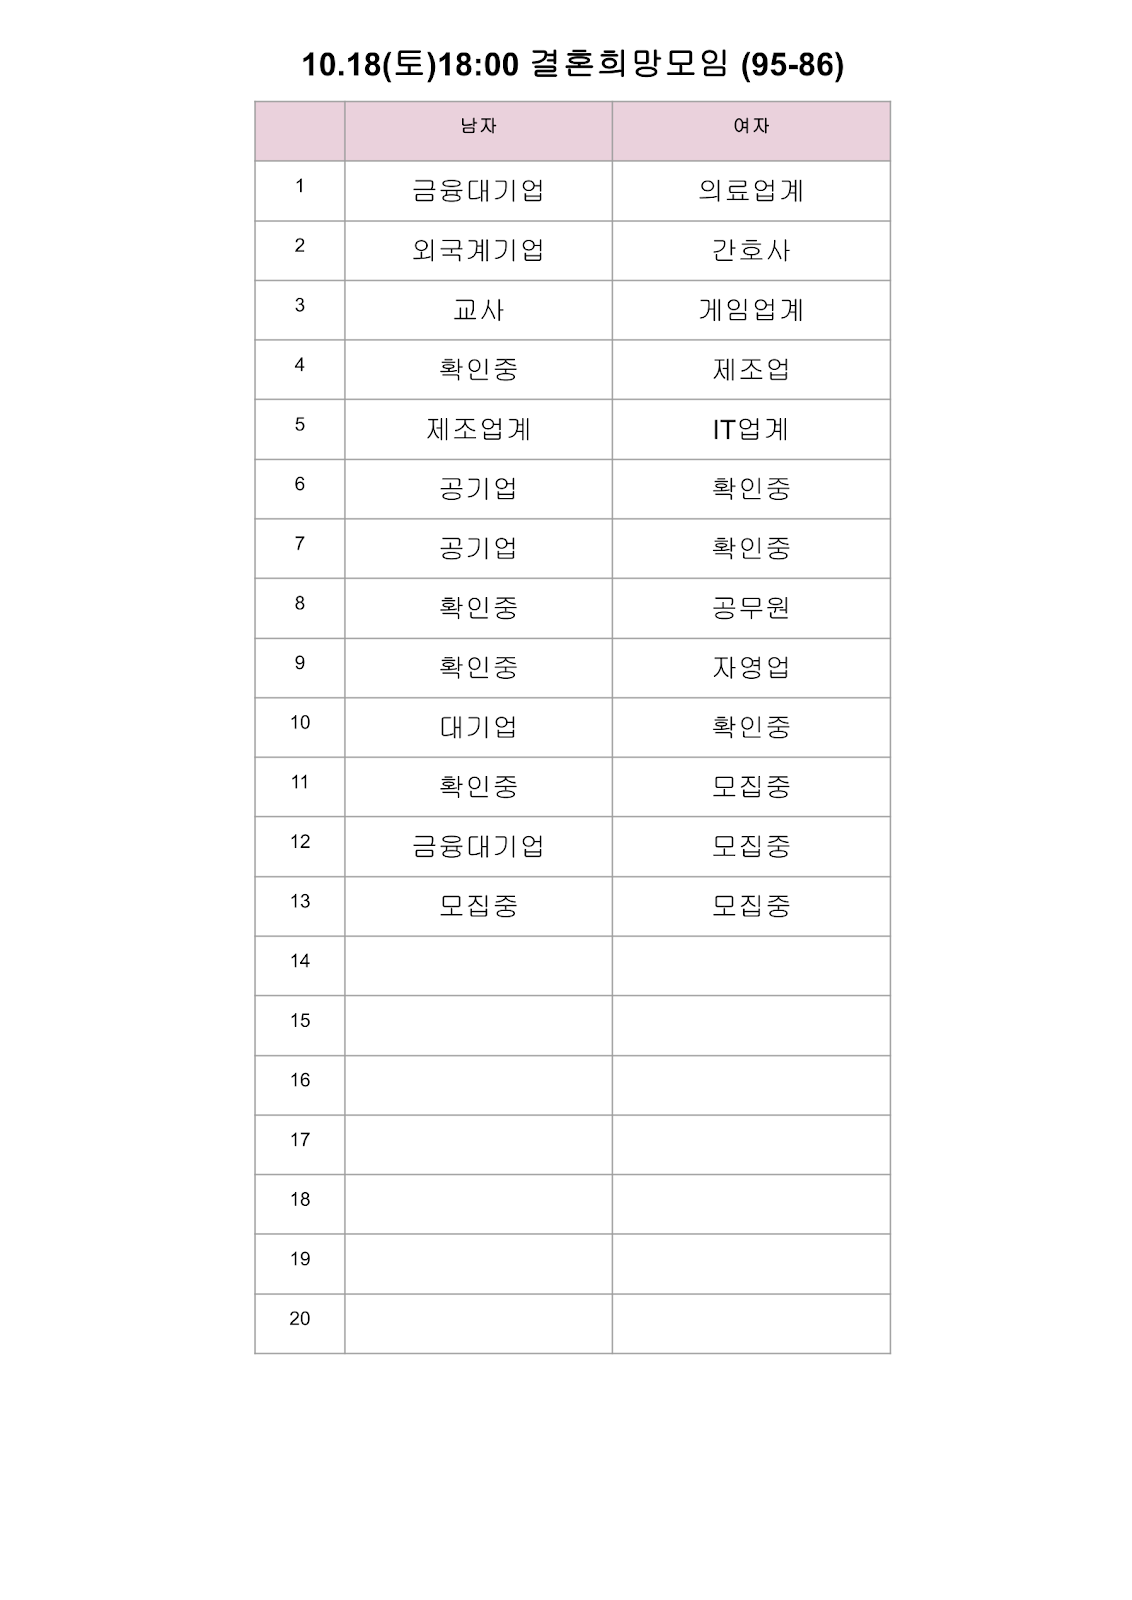 10.18(토)18:00 결혼희망모임 (95-86)
남자 여자
1 금융대기업 의료업계
2 외국계기업 간호사
3 교사 게임업계
4 확인중 제조업
5 제조업계 IT업계
6 공기업 확인중
7 공기업 확인중
8 확인중 공무원
9 확인중 자영업
10 대기업 확인중
11 확인중 모집중
12 금융대기업 모집중
13 모집중 모집중
14
15
16
17
18
19
20